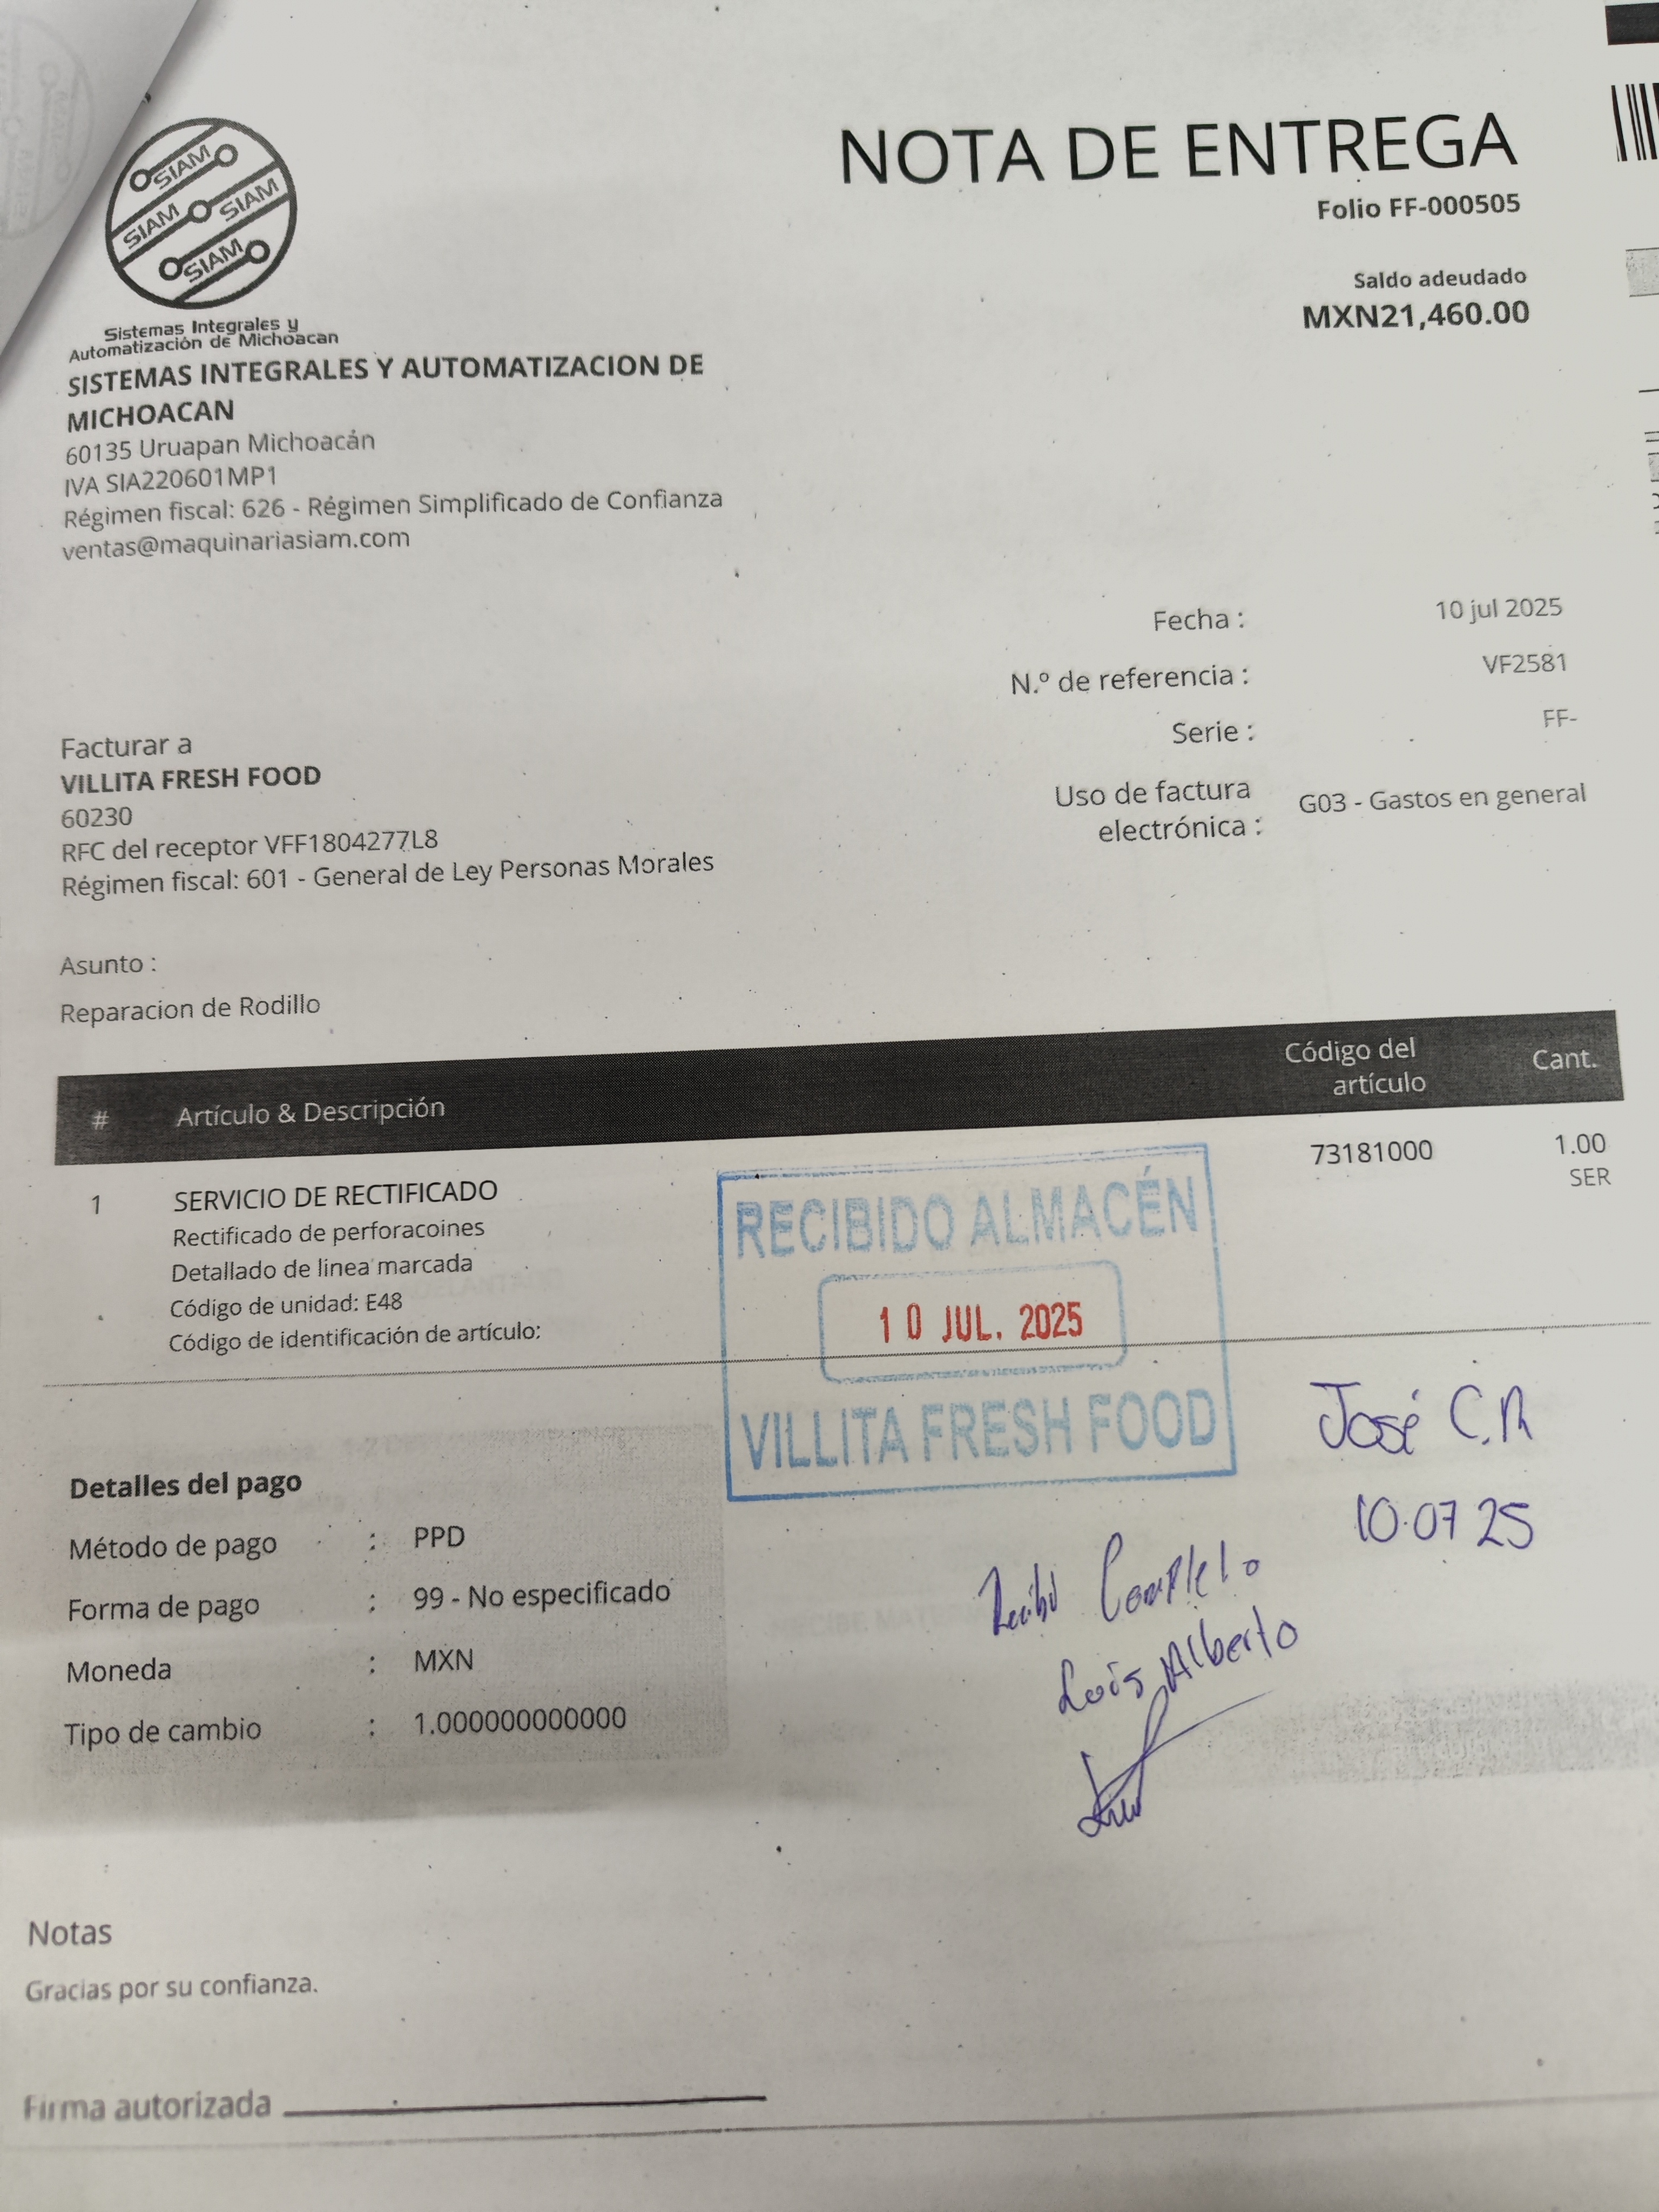 SIAM
SIAM SIAM
SIAM
Sistemas Integrales y
Automatización de Michoacan
NOTA DE ENTREGA
Folio FF-000505
Saldo adeudado
MXN21,460.00
SISTEMAS INTEGRALES Y AUTOMATIZACION DE
MICHOACAN
60135 Uruapan Michoacán
IVA SIA220601MP1
Régimen fiscal: 626 - Régimen Simplificado de Confianza
ventas@maquinariasiam.com
Fecha : 10 jul 2025
N.º de referencia : VF2581
Serie : FF-
Uso de factura
electrónica : G03 - Gastos en general
Facturar a
VILLITA FRESH FOOD
60230
RFC del receptor VFF1804277L8
Régimen fiscal: 601 - General de Ley Personas Morales
Asunto :
Reparacion de Rodillo
# Artículo & Descripción Código del
artículo Cant.
1 SERVICIO DE RECTIFICADO 73181000 1.00
SER
Rectificado de perforacoines
Detallado de linea marcada
Código de unidad: E48
Código de identificación de artículo:
RECIBIDO ALMACÉN
10 JUL. 2025
VILLITA FRESH FOOD
José C.R
10.07 25
Recibi Completo
Luis Alberto
Detalles del pago
Método de pago : PPD
Forma de pago : 99 - No especificado
Moneda : MXN
Tipo de cambio : 1.000000000000
Notas
Gracias por su confianza.
Firma autorizada